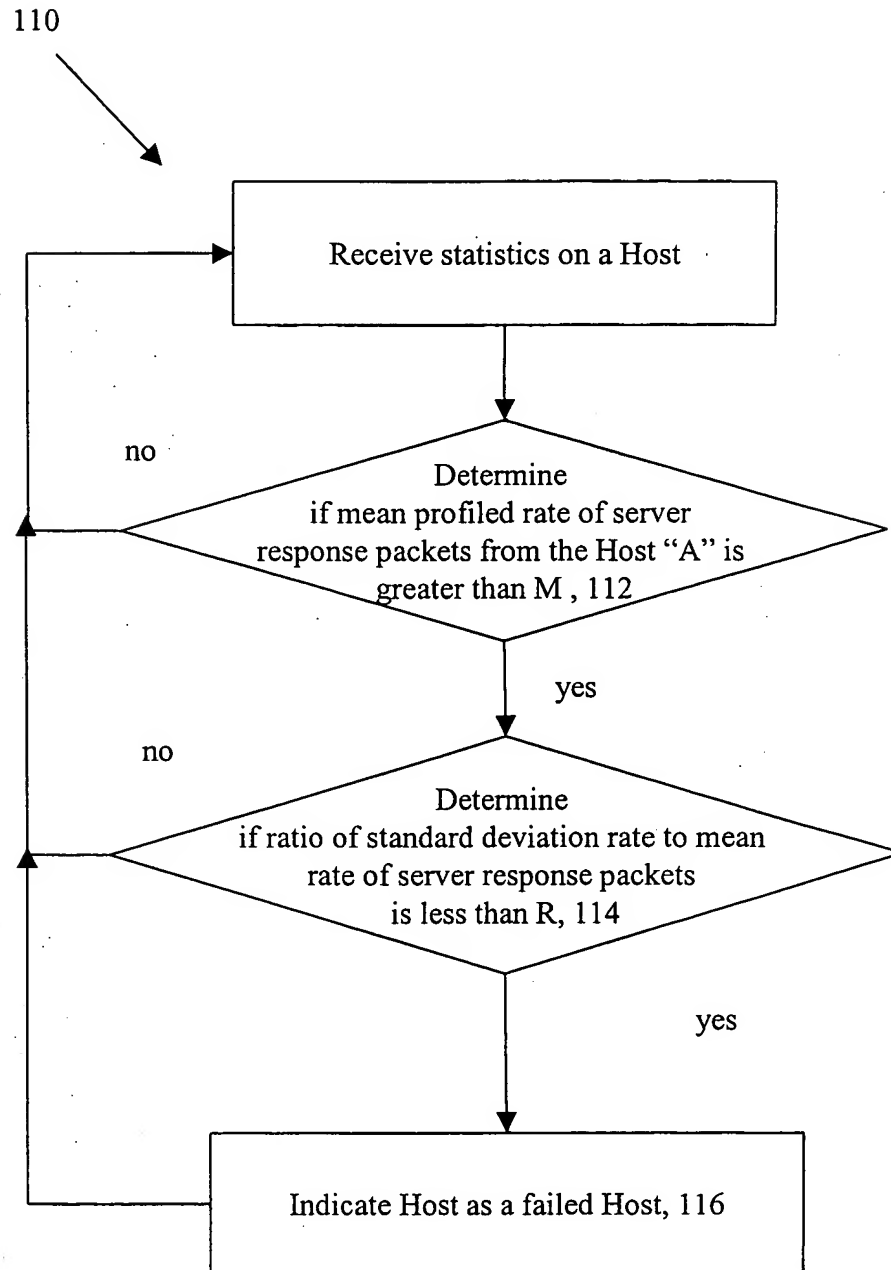 110
Receive statistics on a Host
no
Determine
if mean profiled rate of server
response packets from the Host “A” is
greater than M , 112
yes
no
Determine
if ratio of standard deviation rate to mean
rate of server response packets
is less than R, 114
yes
Indicate Host as a failed Host, 116